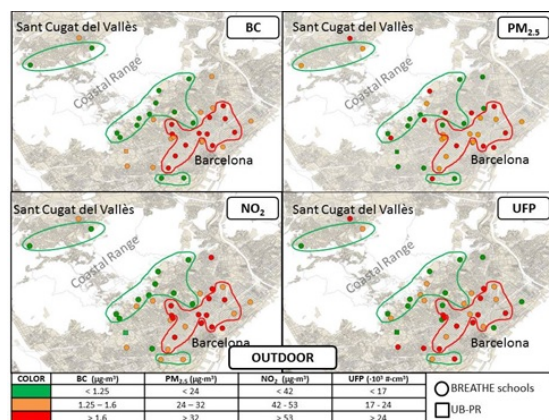 Sant Cugat del Vallès
BC
Coastal Range
Barcelona
Sant Cugat del Vallès
PM2.5
Coastal Range
Barcelona
Sant Cugat del Vallès
NO2
Coastal Range
Barcelona
Sant Cugat del Vallès
UFP
Coastal Range
Barcelona
OUTDOOR
COLOR BC (µg·m³) PM2.5 (µg·m³) NO2 (µg·m³) UFP (·10³ #·cm³)
GREEN < 1.25 < 24 < 42 < 17
ORANGE 1.25 – 1.6 24 – 32 42 - 53 17 - 24
RED > 1.6 > 32 > 53 > 24
BREATHE schools
UB-PR